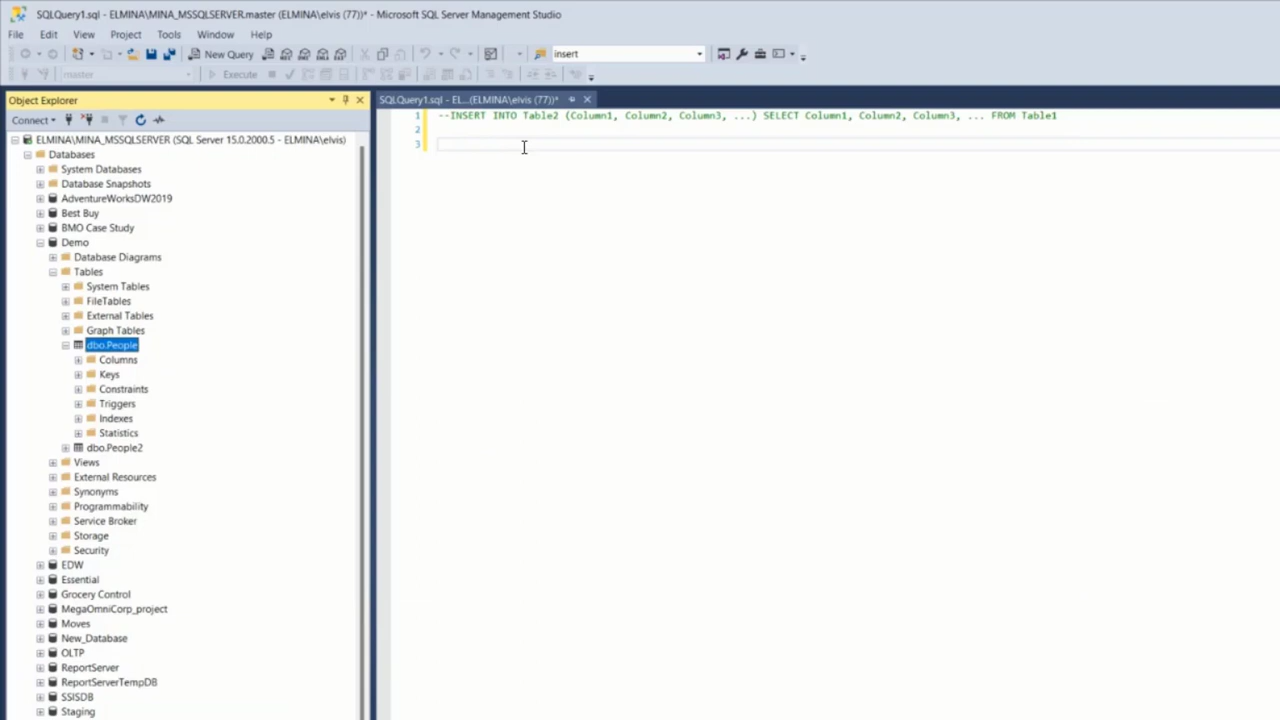 SQLQuery1.sql - ELMINA\MINA_MSSQLSERVER.master (ELMINA\elvis (77))* - Microsoft SQL Server Management Studio
File Edit View Project Tools Window Help
New Query insert
master Execute
Object Explorer
SQLQuery1.sql - EL...(ELMINA\elvis (77))*
Connect
1 --INSERT INTO Table2 (Column1, Column2, Column3, ...) SELECT Column1, Column2, Column3, ... FROM Table1
2
3
ELMINA\MINA_MSSQLSERVER (SQL Server 15.0.2000.5 - ELMINA\elvis)
Databases
System Databases
Database Snapshots
AdventureWorksDW2019
Best Buy
BMO Case Study
Demo
Database Diagrams
Tables
System Tables
FileTables
External Tables
Graph Tables
dbo.People
Columns
Keys
Constraints
Triggers
Indexes
Statistics
dbo.People2
Views
External Resources
Synonyms
Programmability
Service Broker
Storage
Security
EDW
Essential
Grocery Control
MegaOmniCorp_project
Moves
New_Database
OLTP
ReportServer
ReportServerTempDB
SSISDB
Staging